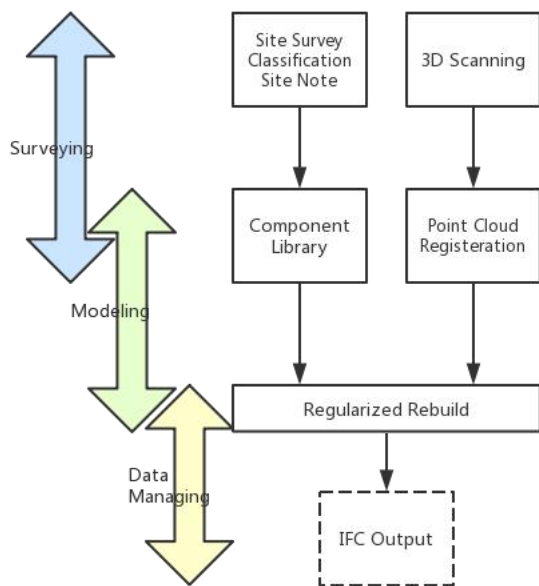 Site Survey
Classification
Site Note
3D Scanning
Surveying
Component
Library
Point Cloud
Registeration
Modeling
Regularized Rebuild
Data
Managing
IFC Output